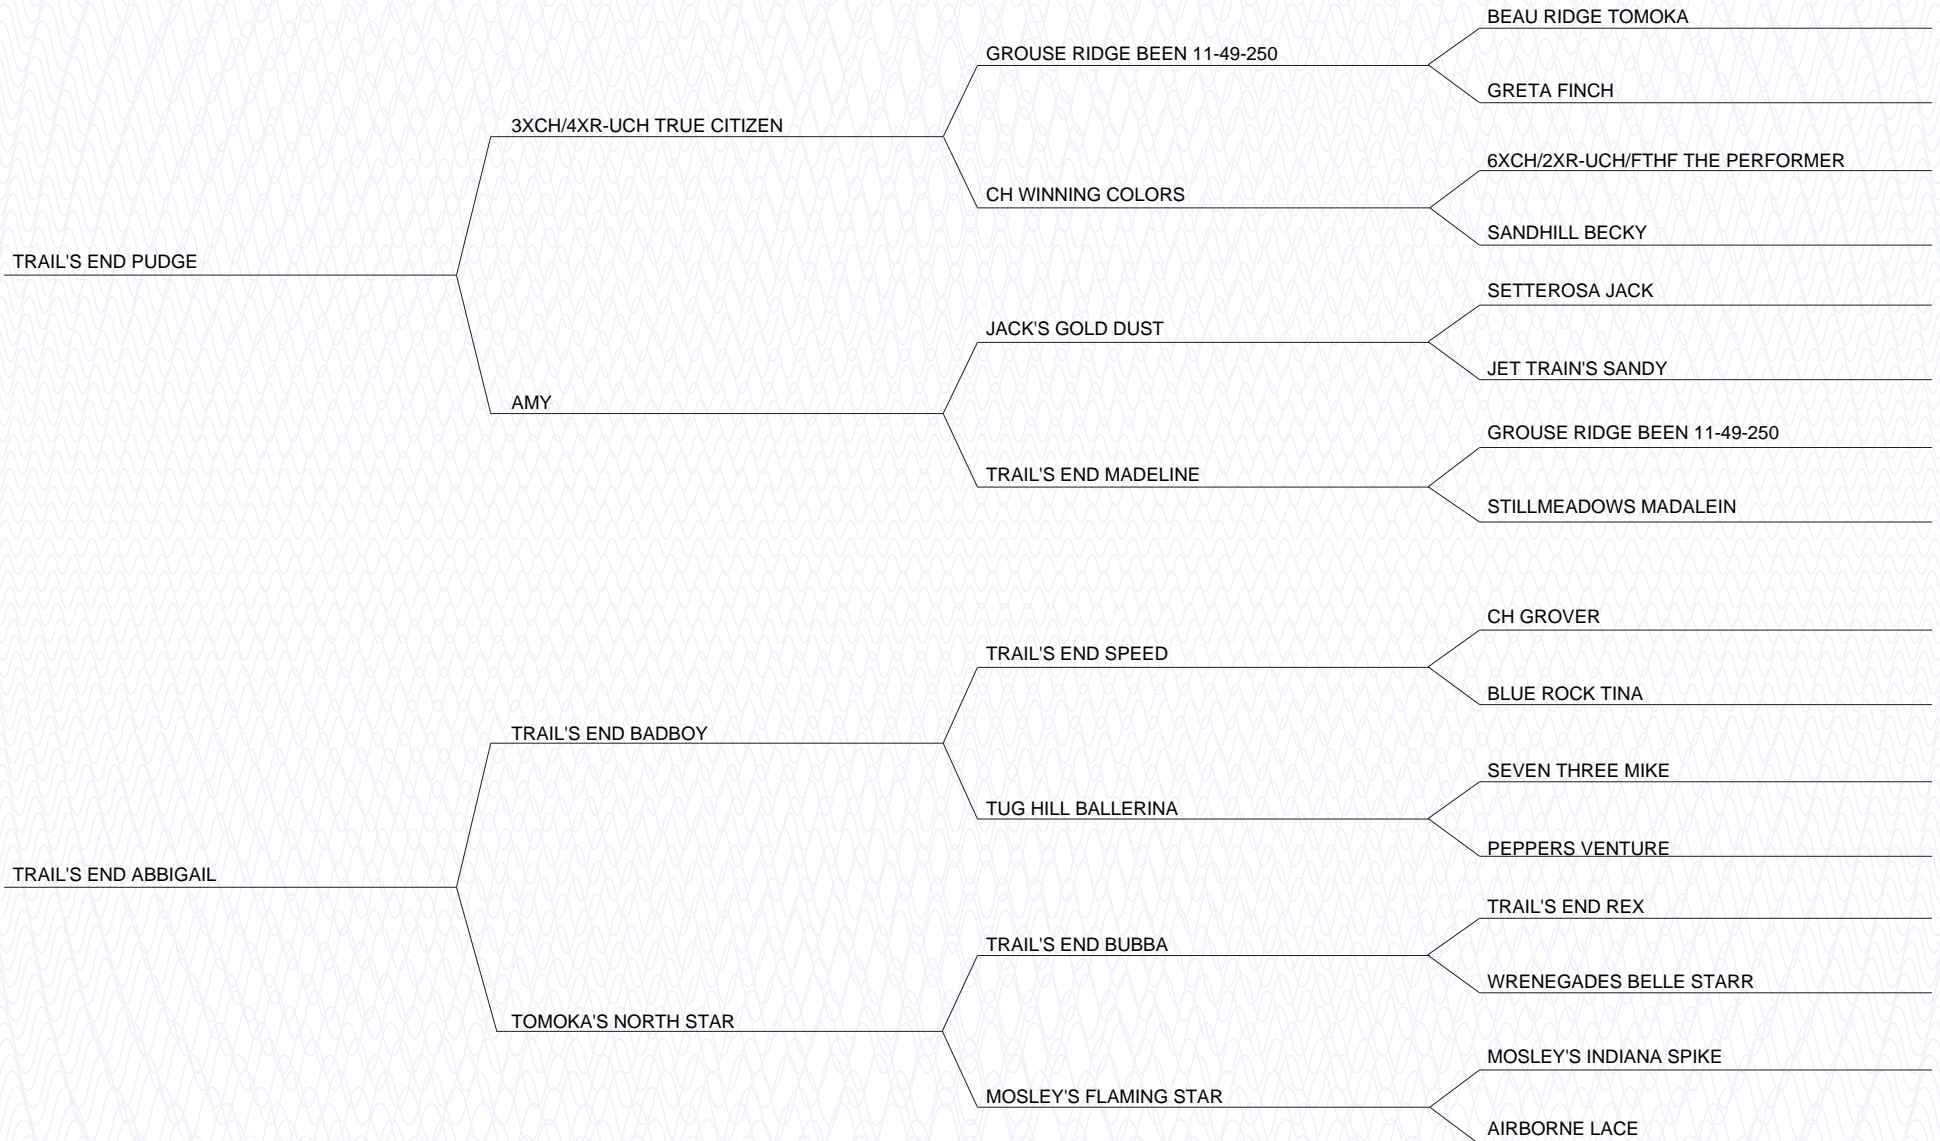 BEAU RIDGE TOMOKA
GROUSE RIDGE BEEN 11-49-250
GRETA FINCH
3XCH/4XR-UCH TRUE CITIZEN
6XCH/2XR-UCH/FTHF THE PERFORMER
CH WINNING COLORS
SANDHILL BECKY
TRAIL'S END PUDGE
SETTEROSA JACK
JACK'S GOLD DUST
JET TRAIN'S SANDY
AMY
GROUSE RIDGE BEEN 11-49-250
TRAIL'S END MADELINE
STILLMEADOWS MADALEIN
CH GROVER
TRAIL'S END SPEED
BLUE ROCK TINA
TRAIL'S END BADBOY
SEVEN THREE MIKE
TUG HILL BALLERINA
PEPPERS VENTURE
TRAIL'S END ABBIGAIL
TRAIL'S END REX
TRAIL'S END BUBBA
WRENEGADES BELLE STARR
TOMOKA'S NORTH STAR
MOSLEY'S INDIANA SPIKE
MOSLEY'S FLAMING STAR
AIRBORNE LACE